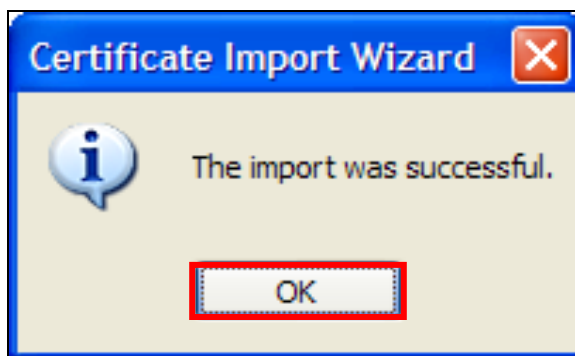 Certificate Import Wizard
The import was successful.
OK